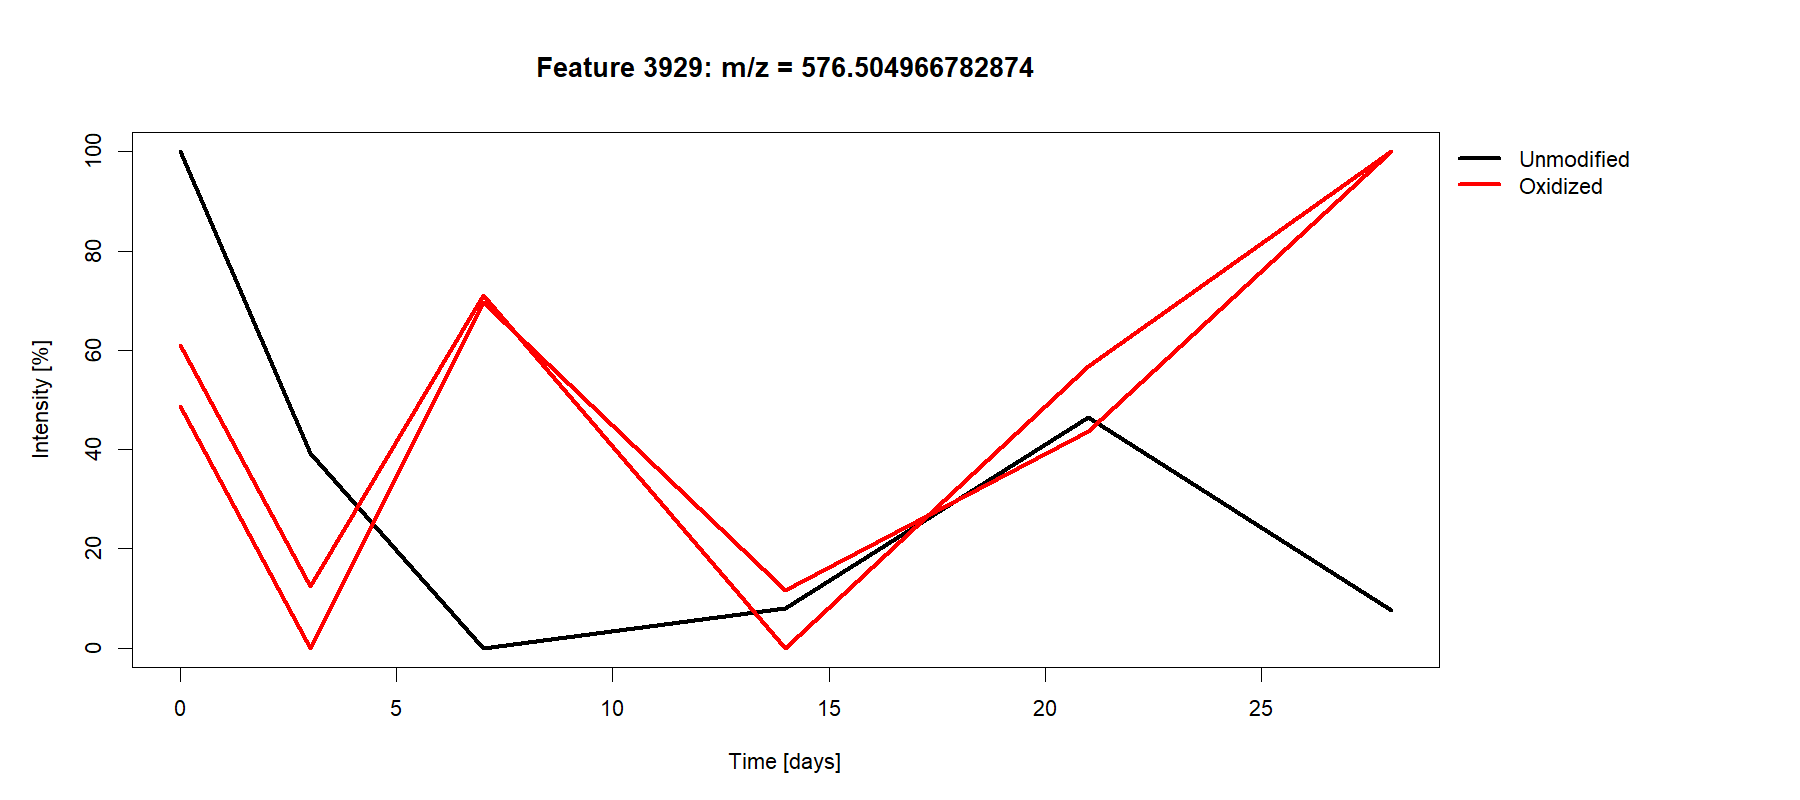 Feature 3929: m/z = 576.504966782874
Unmodified
Oxidized
100
80
60
40
20
0
Intensity [%]
0 5 10 15 20 25
Time [days]